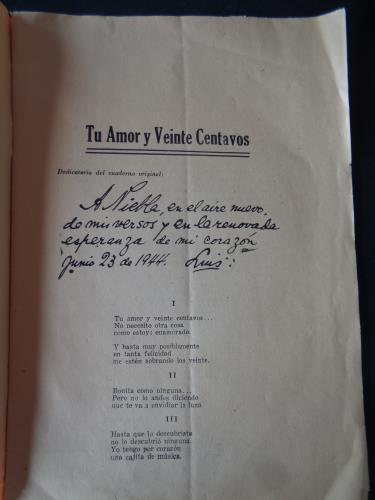 Tu Amor y Veinte Centavos
Dedicatoria del cuaderno original:
A Niebla, en el aire nuevo
de mis versos y en la renovada
esperanza de mi corazón
Junio 23 de 1944. Luis:
I
Tu amor y veinte centavos...
No necesito otra cosa
como estoy; enamorado.
Y hasta muy posiblmente
en tanta felicidad
me estén sobrando los veinte.
II
Bonita como ninguna...
Pero no lo andes diciendo
que te va a envidiar la luna
III
Hasta que lo descubriste
no lo descubrió ninguna.
Yo tengo por corazón
una cajita de música.